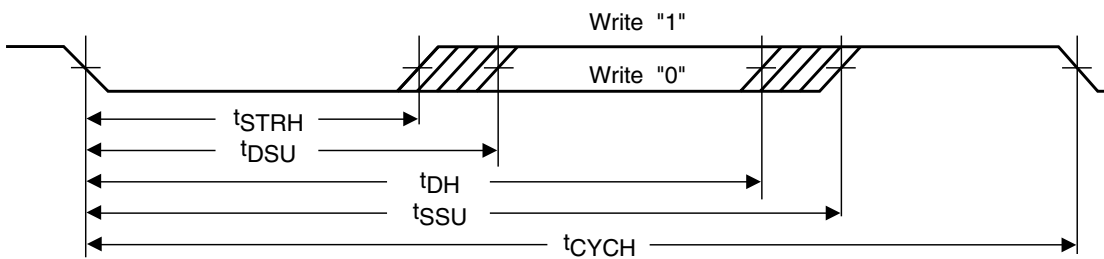 Write "1"
Write "0"
tSTRH
tDSU
tDH
tSSU
tCYCH